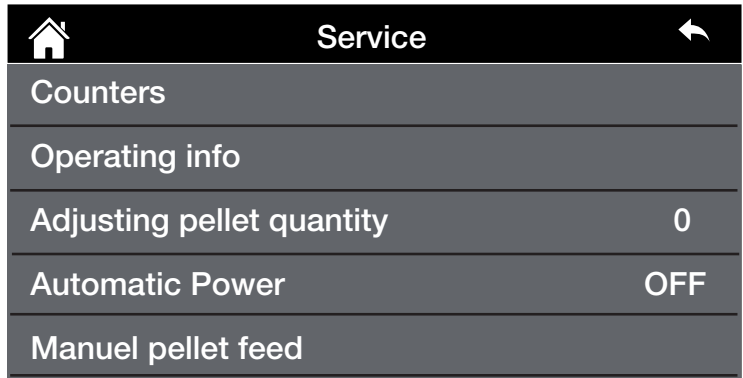 Service
Counters
Operating info
Adjusting pellet quantity 0
Automatic Power OFF
Manuel pellet feed